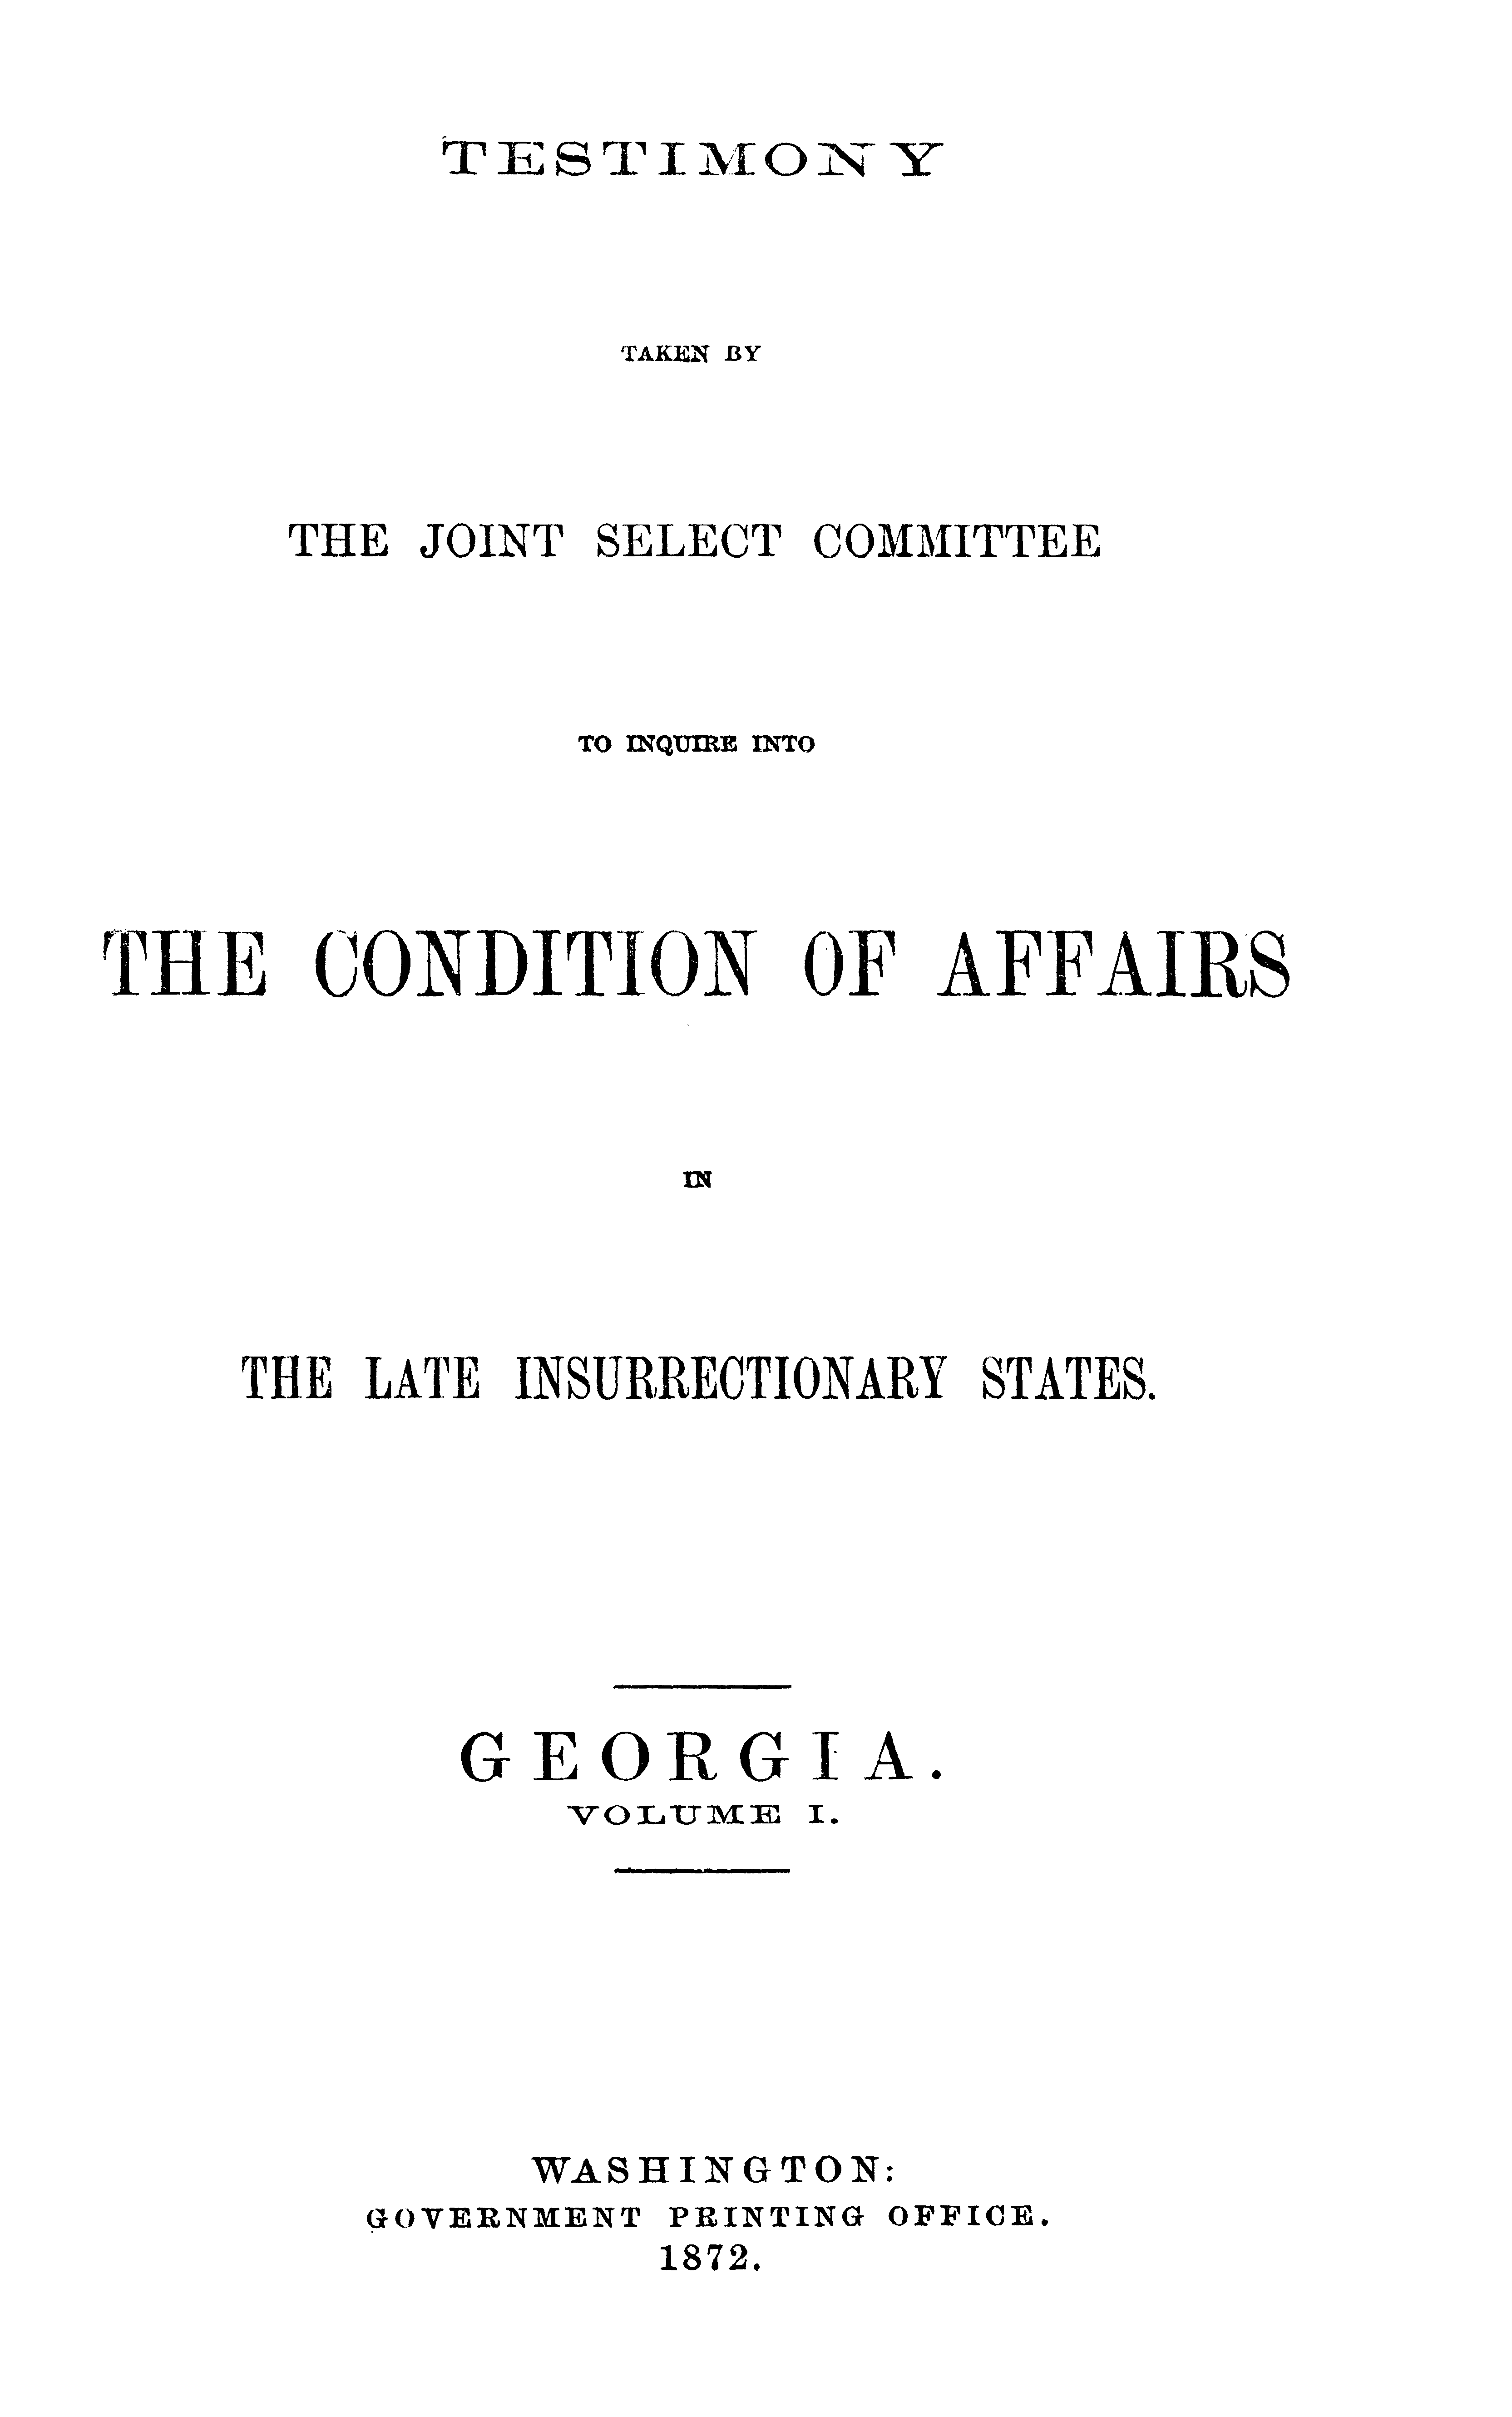 TESTIMONY
TAKEN BY
THE JOINT SELECT COMMITTEE
TO INQUIRE INTO
THE CONDITION OF AFFAIRS
IN
THE LATE INSURRECTIONARY STATES.
GEORGIA.
VOLUME I.
WASHINGTON:
GOVERNMENT PRINTING OFFICE.
1872.